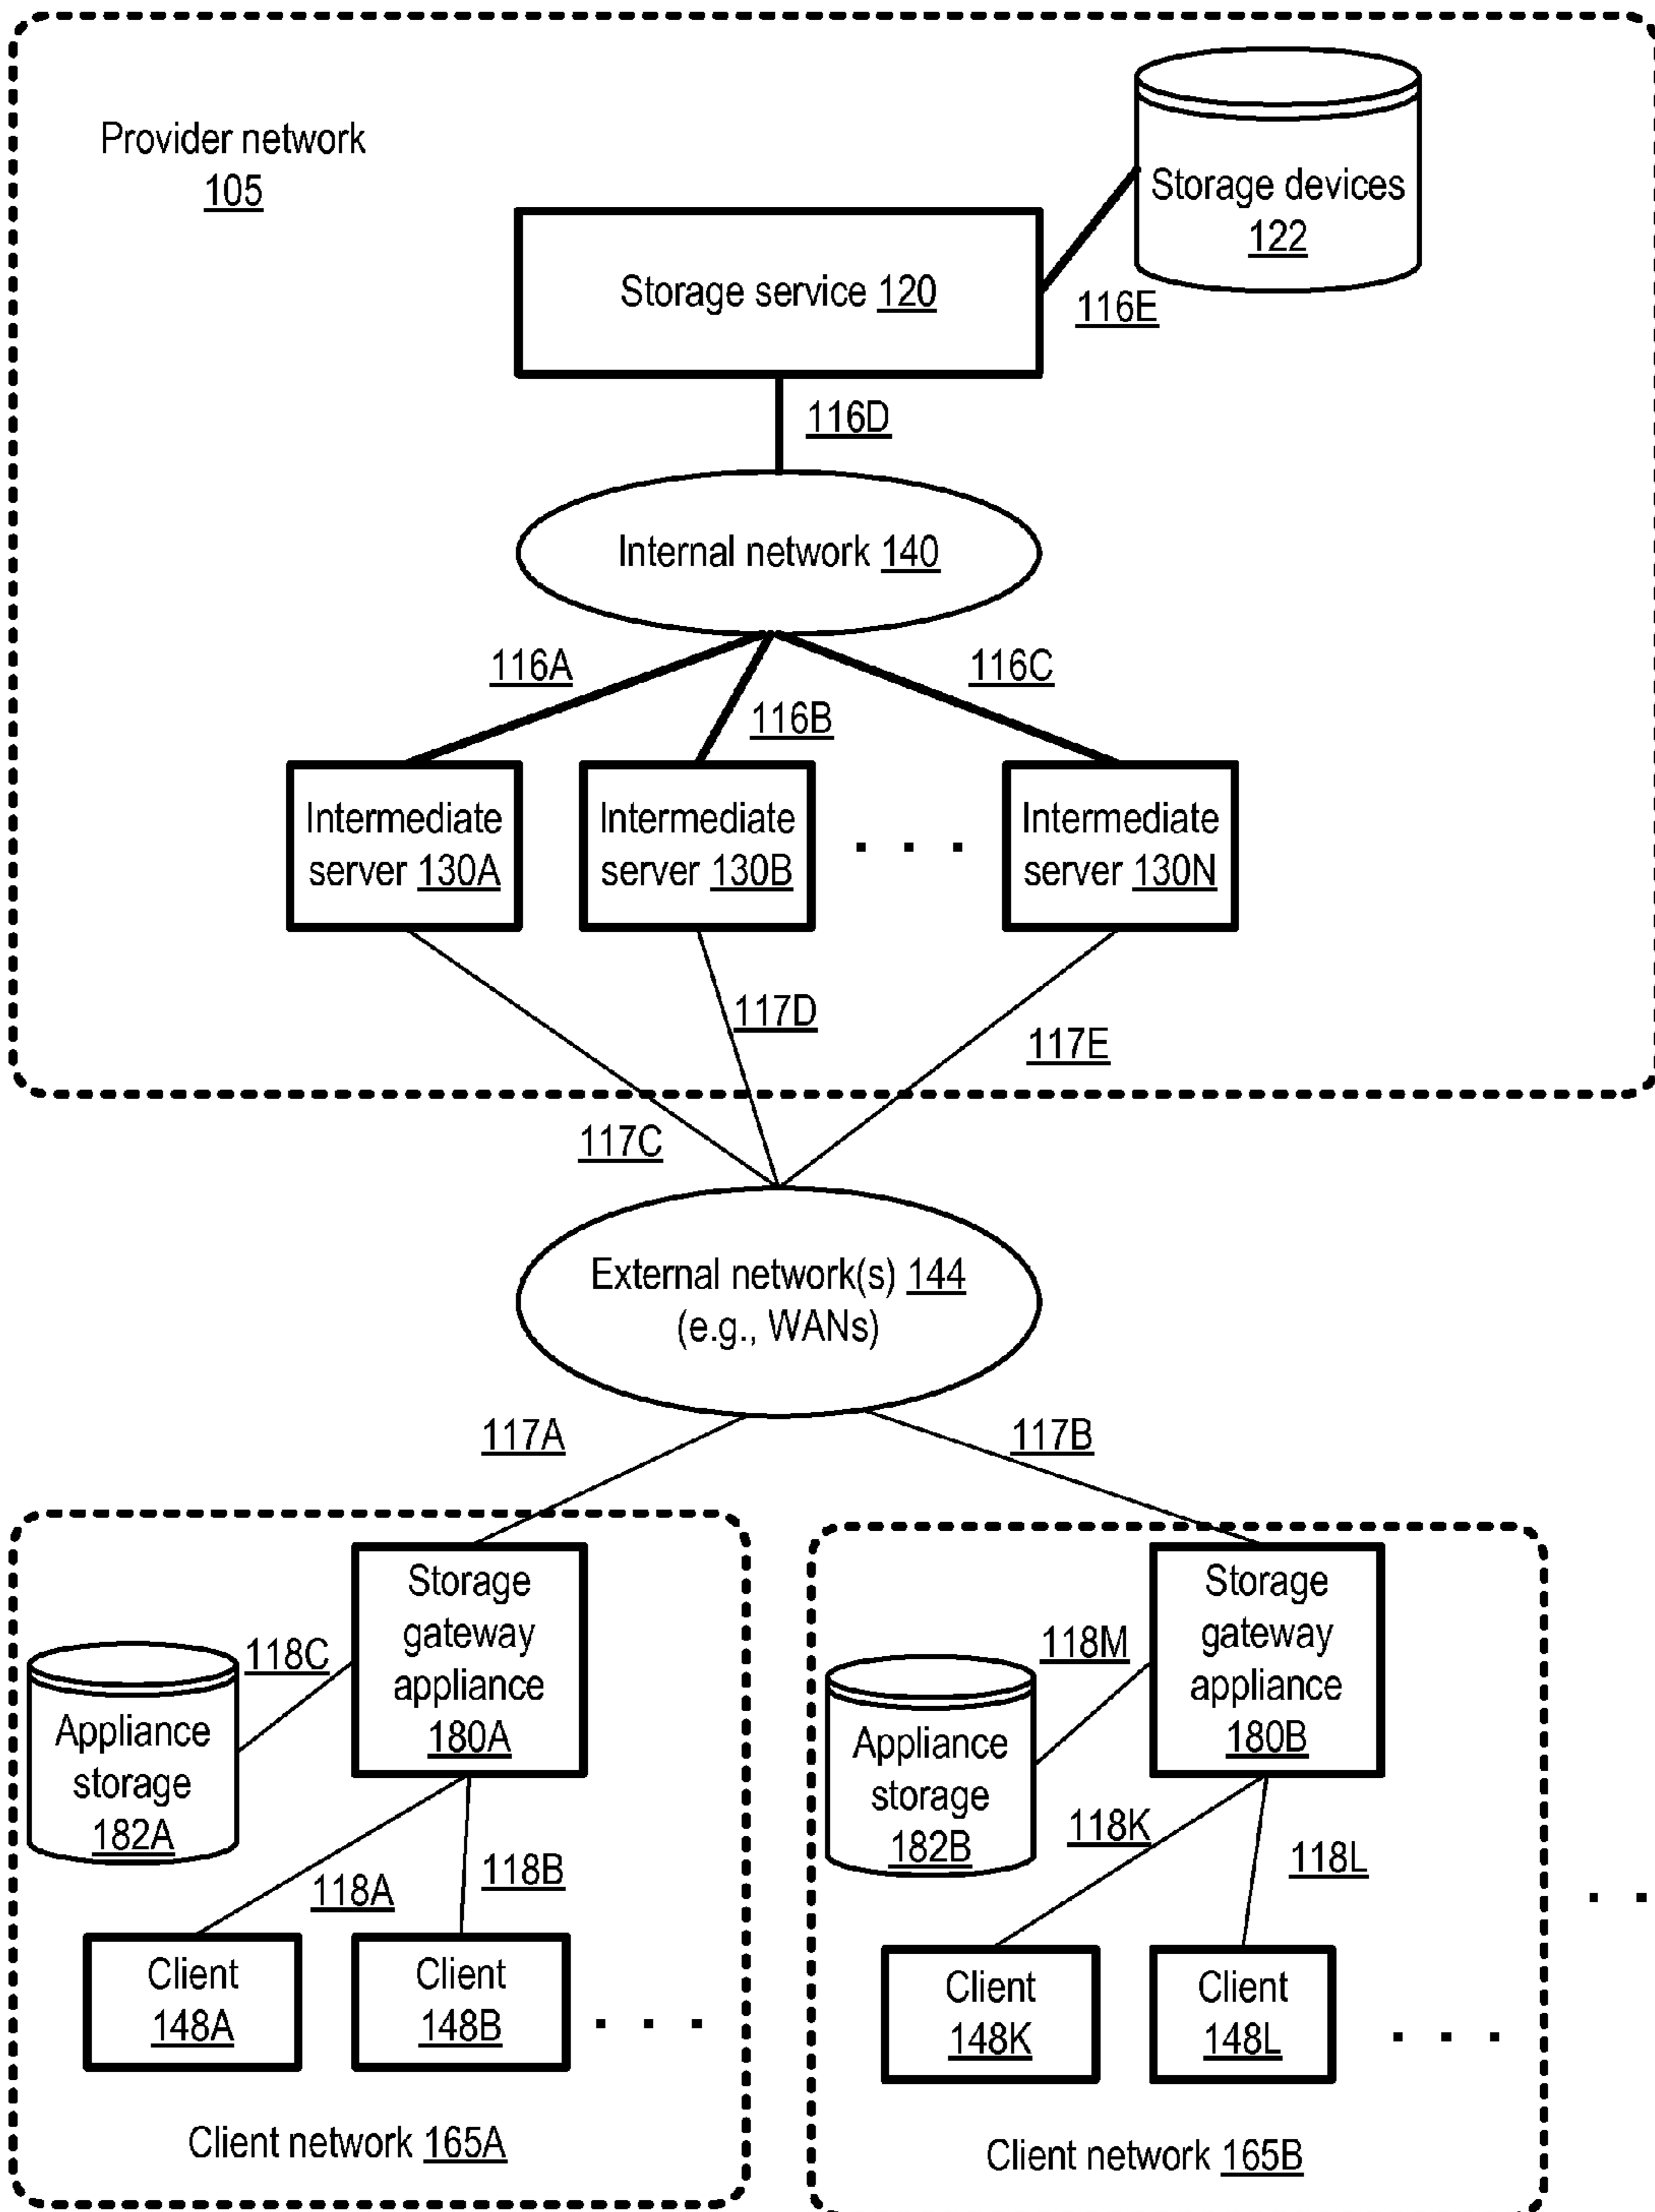 Provider network
105
Storage devices
122
Storage service 120
116E
116D
Internal network 140
116A
116B
116C
Intermediate
server 130A
Intermediate
server 130B
. . .
Intermediate
server 130N
117D
117E
117C
External network(s) 144
(e.g., WANs)
117A
117B
Storage
gateway
appliance
180A
118C
Appliance
storage
182A
118A
118B
Client
148A
Client
148B
. . .
Client network 165A
Storage
gateway
appliance
180B
118M
Appliance
storage
182B
118K
118L
Client
148K
Client
148L
. . .
Client network 165B
. .